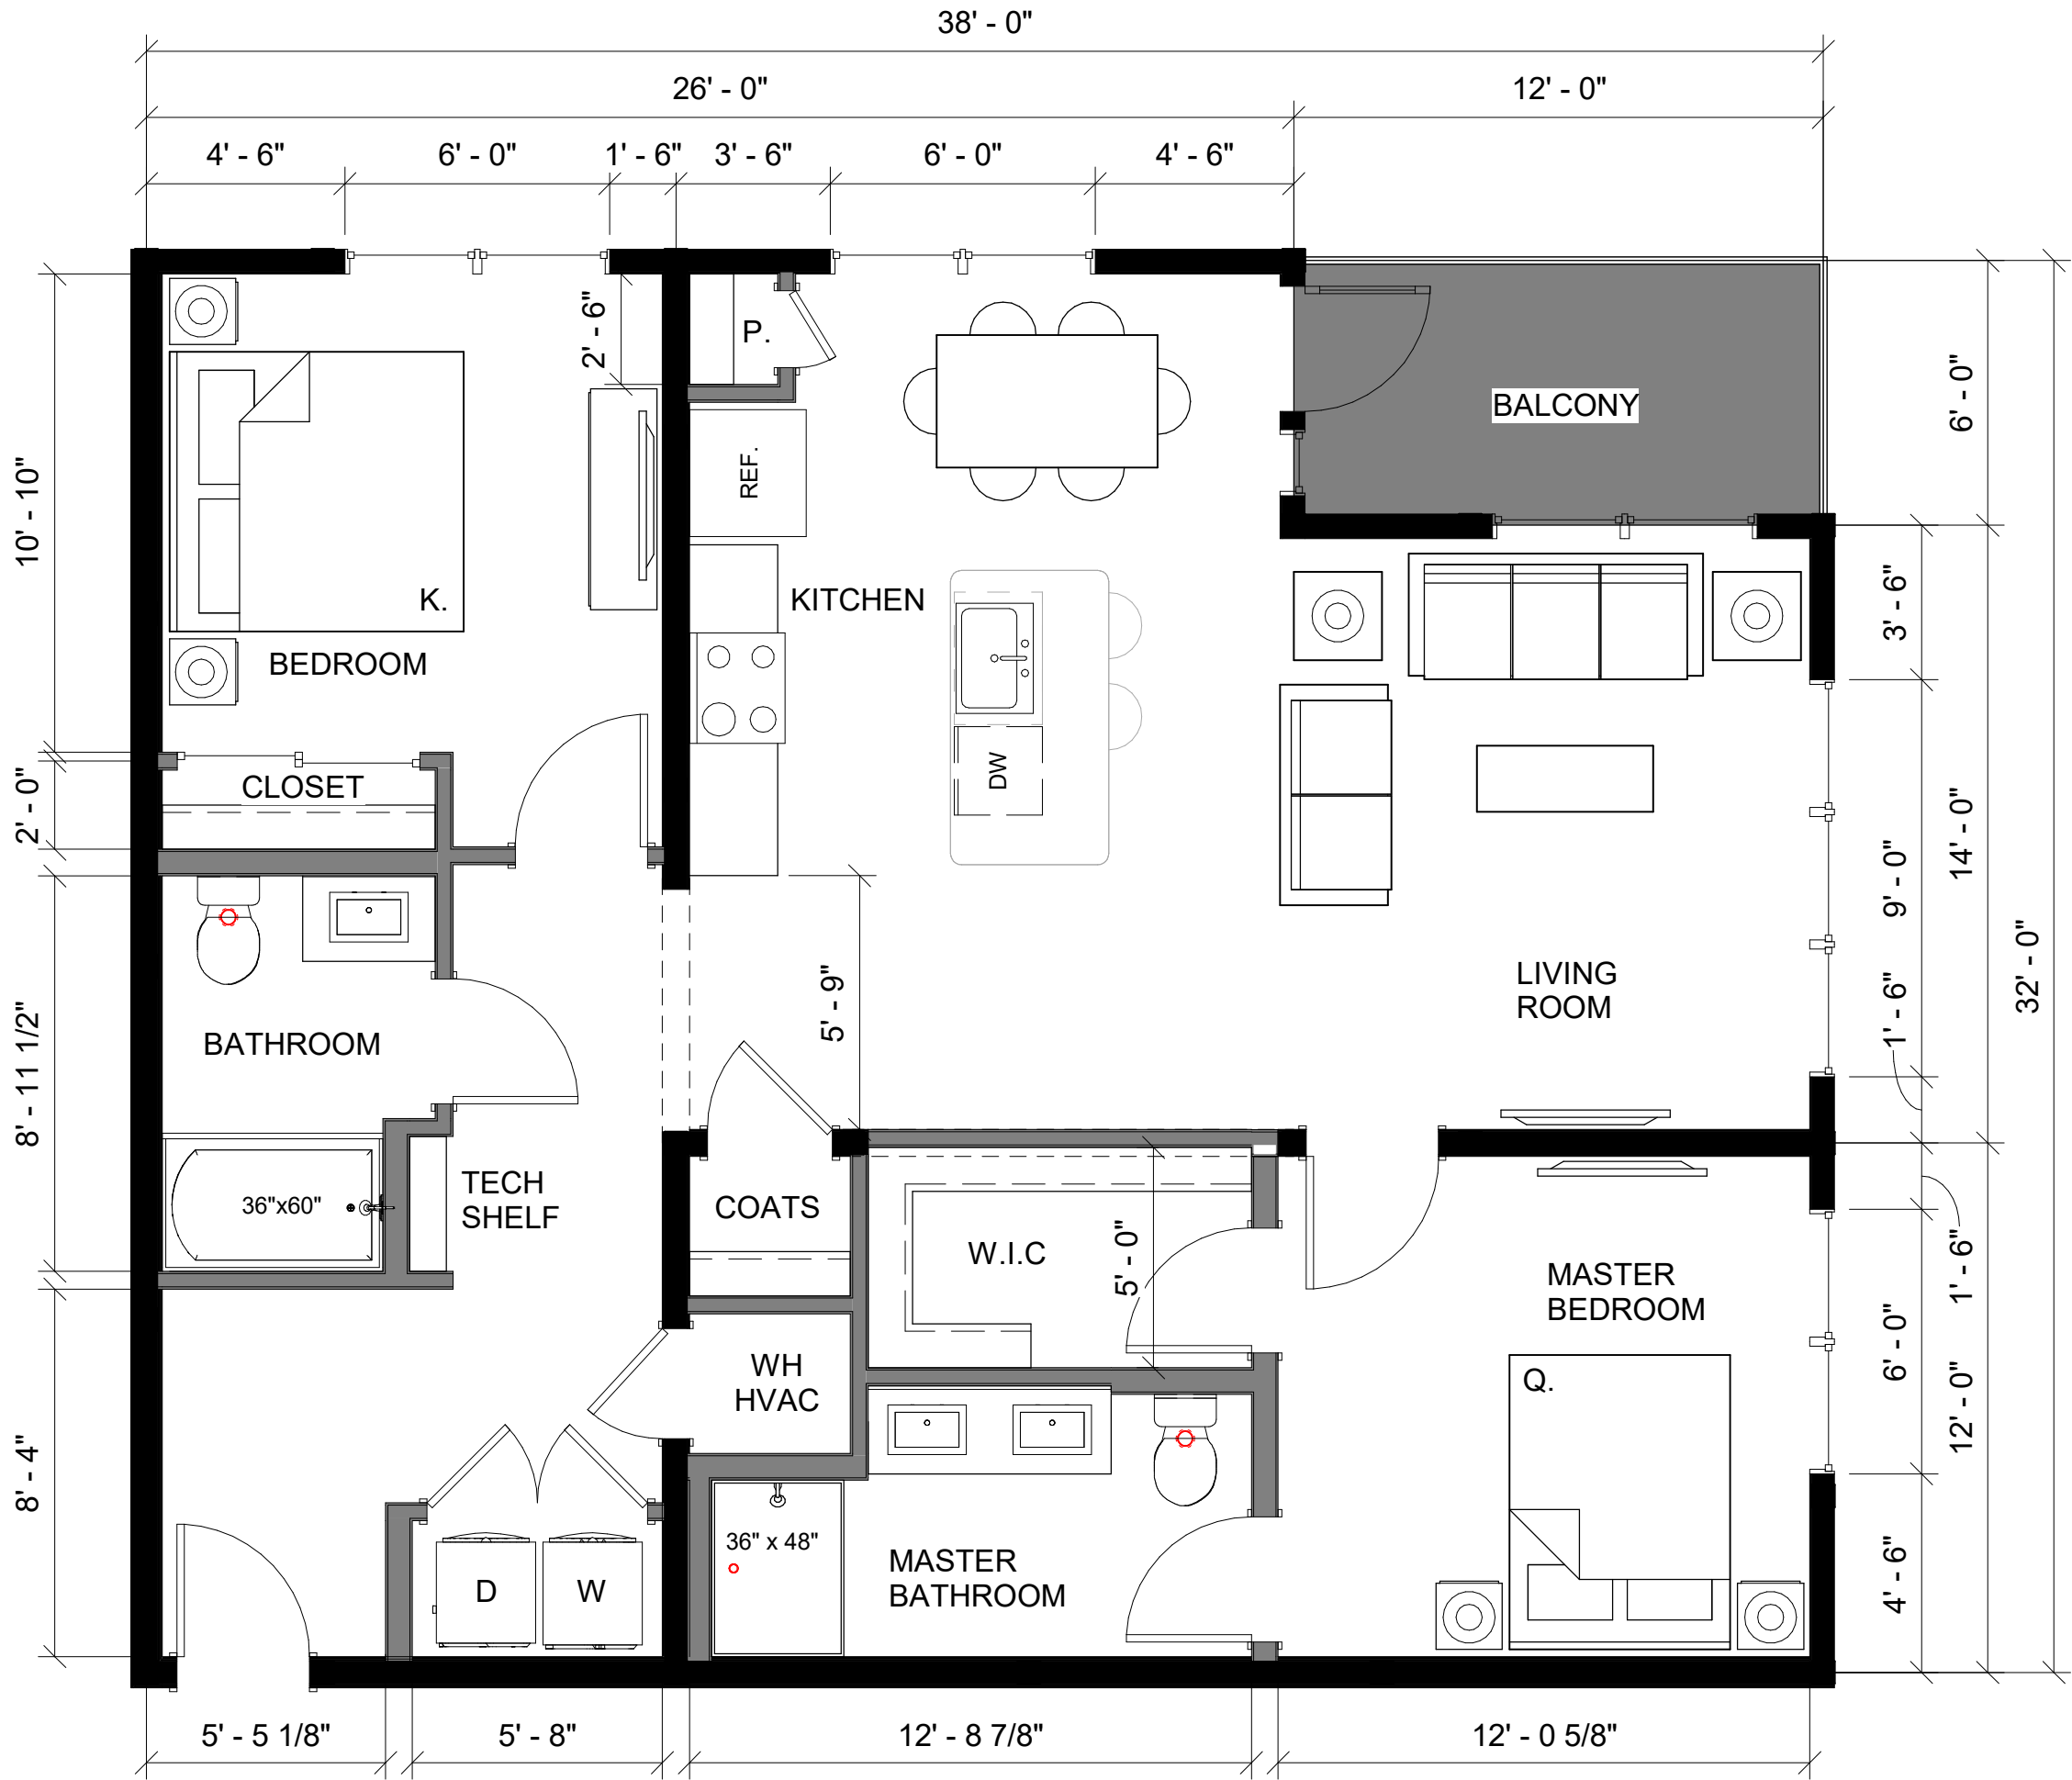 38' - 0"
26' - 0"
12' - 0"
4' - 6"
6' - 0"
1' - 6"
3' - 6"
6' - 0"
4' - 6"
2' - 6"
P.
BALCONY
6' - 0"
REF.
10' - 10"
K.
KITCHEN
3' - 6"
BEDROOM
CLOSET
DW
2' - 0"
14' - 0"
9' - 0"
32' - 0"
LIVING
ROOM
5' - 9"
1' - 6"
BATHROOM
8' - 11 1/2"
TECH
SHELF
36"x60"
COATS
W.I.C
5' - 0"
MASTER
BEDROOM
1' - 6"
6' - 0"
WH
HVAC
Q.
12' - 0"
8' - 4"
36" x 48"
MASTER
BATHROOM
D
W
4' - 6"
5' - 5 1/8"
5' - 8"
12' - 8 7/8"
12' - 0 5/8"